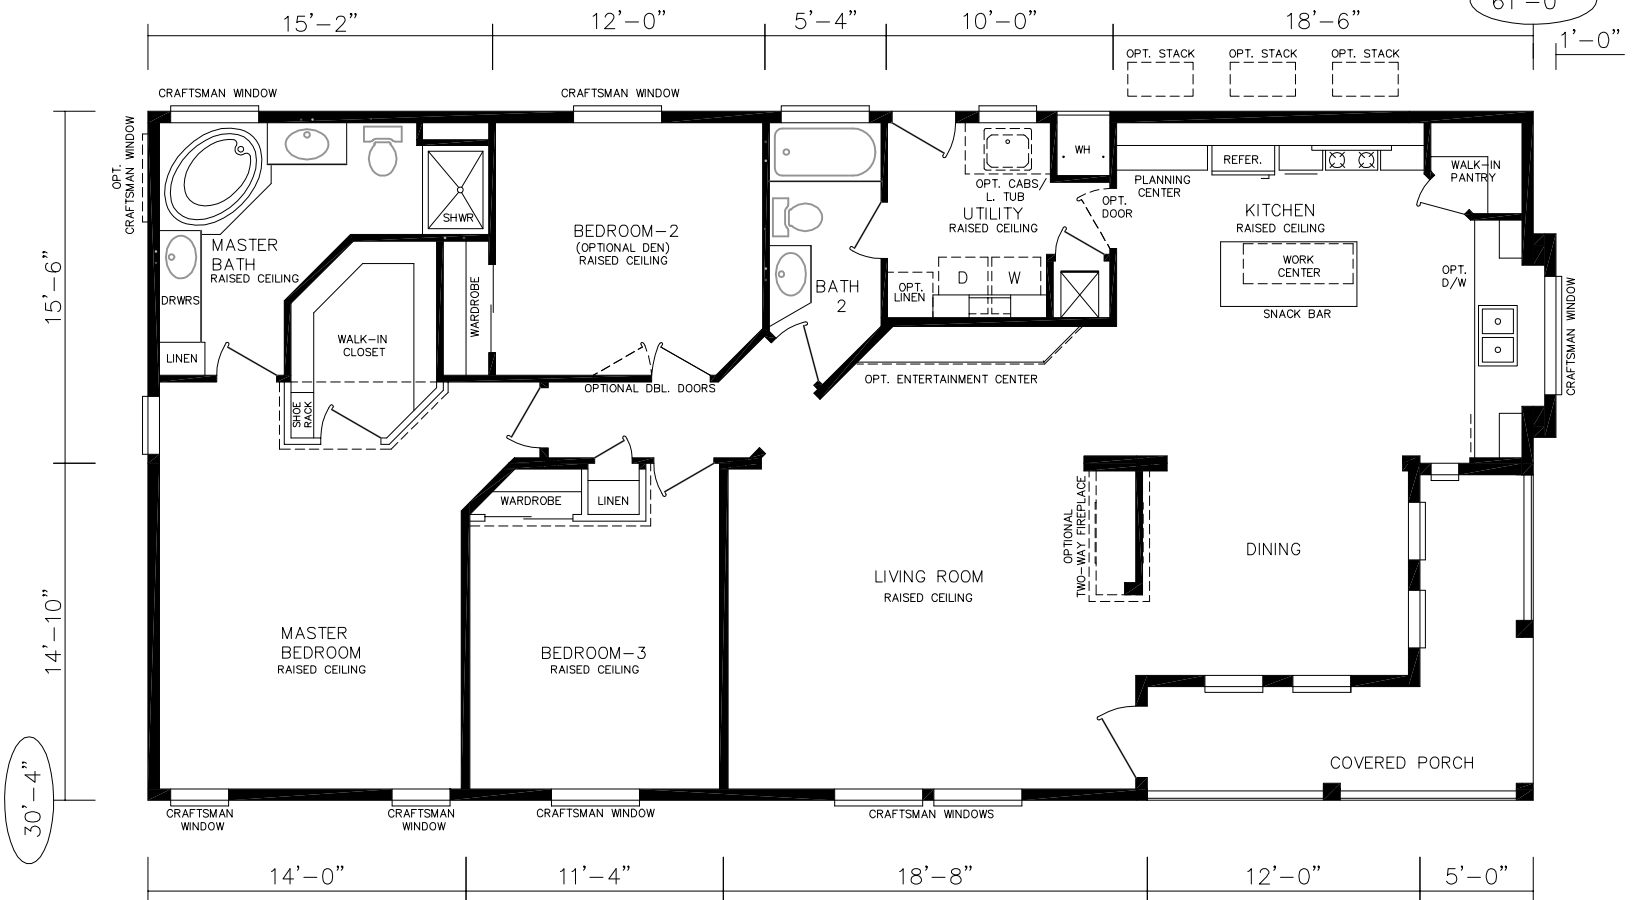 61'-0"
15'-2"
12'-0"
5'-4"
10'-0"
18'-6"
1'-0"
OPT. STACK
OPT. STACK
OPT. STACK
CRAFTSMAN WINDOW
CRAFTSMAN WINDOW
OPT.
CRAFTSMAN WINDOW
WH
REFER.
PLANNING
CENTER
WALK-IN
PANTRY
OPT. CABS/
L. TUB
OPT.
DOOR
UTILITY
RAISED CEILING
KITCHEN
RAISED CEILING
SHWR
BEDROOM-2
(OPTIONAL DEN)
RAISED CEILING
MASTER
BATH
RAISED CEILING
WORK
CENTER
OPT.
D/W
SNACK BAR
D
W
OPT.
LINEN
BATH
2
DRWRS
WARDROBE
WALK-IN
CLOSET
LINEN
CRAFTSMAN WINDOW
15'-6"
OPT. ENTERTAINMENT CENTER
OPTIONAL DBL. DOORS
SHOE
RACK
WARDROBE
LINEN
OPTIONAL
TWO-WAY FIREPLACE
DINING
LIVING ROOM
RAISED CEILING
14'-10"
MASTER
BEDROOM
RAISED CEILING
BEDROOM-3
RAISED CEILING
COVERED PORCH
30'-4"
CRAFTSMAN
WINDOW
CRAFTSMAN
WINDOW
CRAFTSMAN WINDOW
CRAFTSMAN WINDOWS
14'-0"
11'-4"
18'-8"
12'-0"
5'-0"